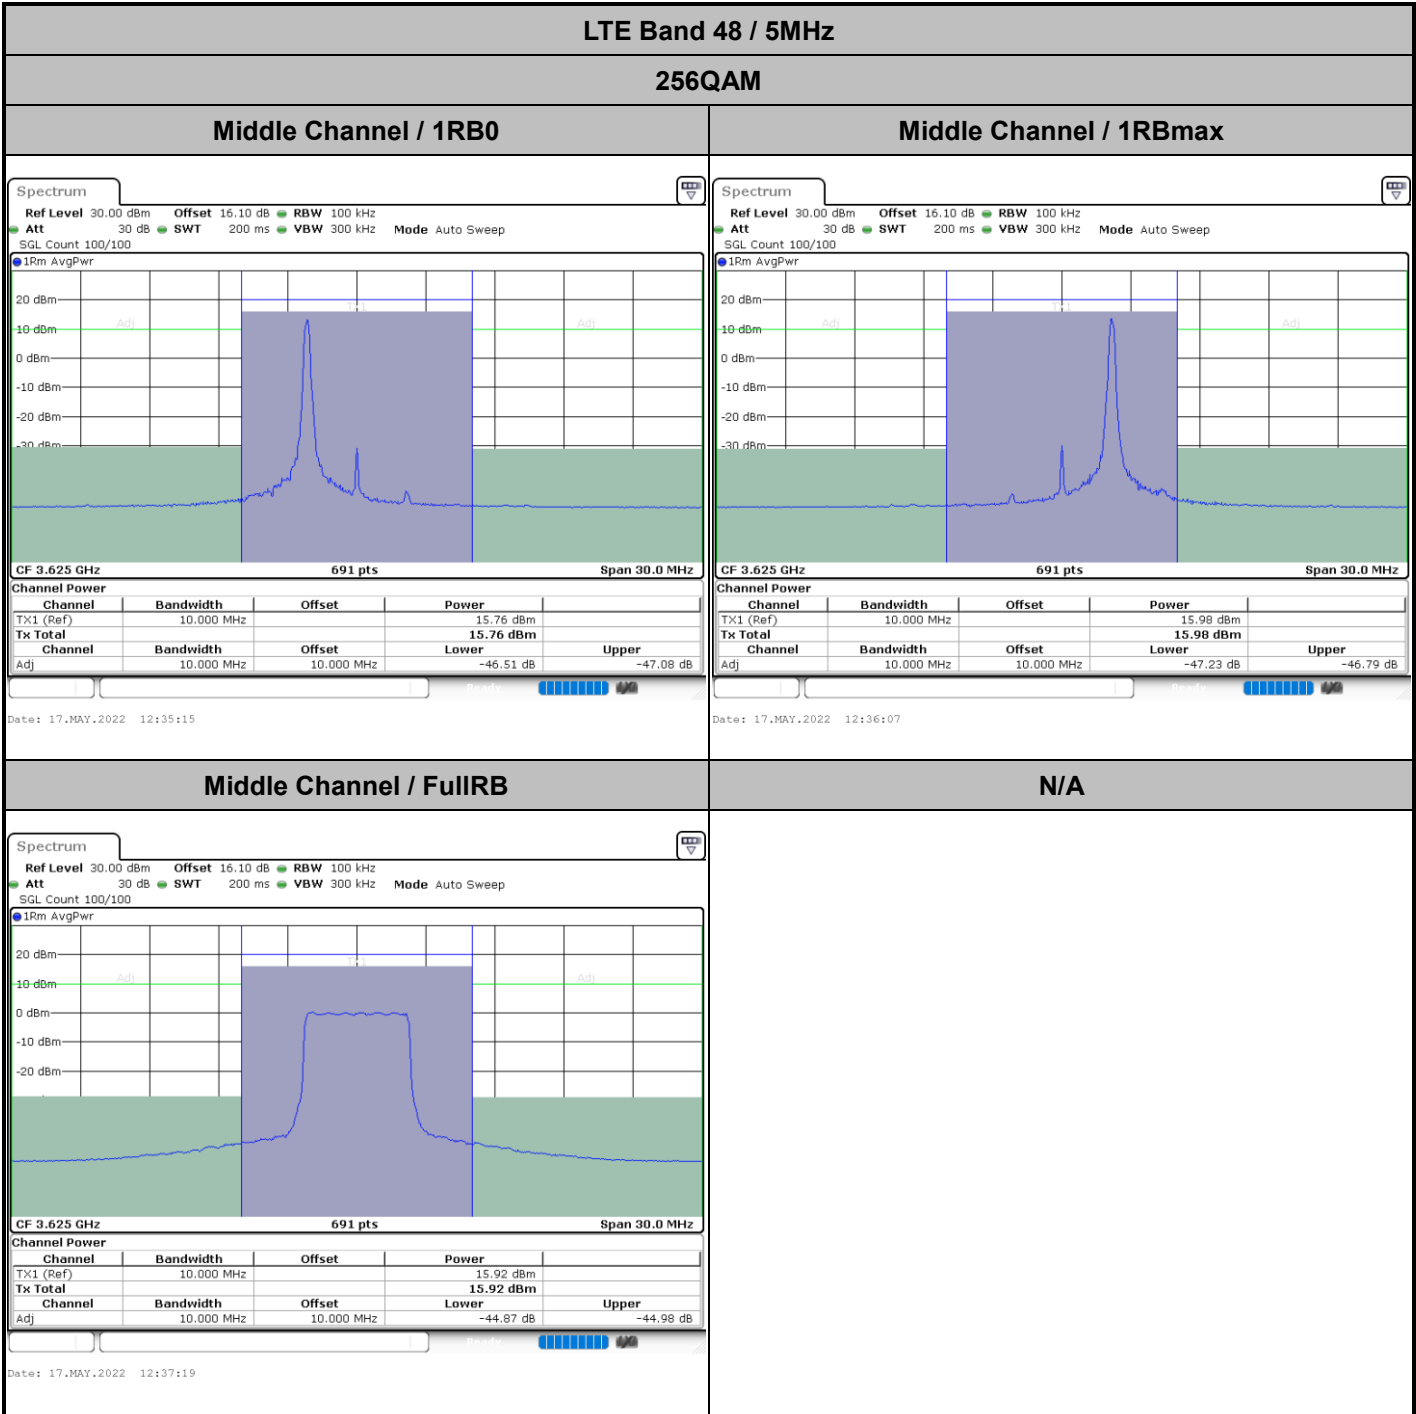 LTE Band 48 / 5MHz
256QAM
Middle Channel / 1RB0
Middle Channel / 1RBmax
Spectrum
Ref Level 30.00 dBm Offset 16.10 dB RBW 100 kHz
Att 30 dB SWT 200 ms VBW 300 kHz Mode Auto Sweep
SGL Count 100/100
1Rm AvgPwr
20 dBm
TX1
Adj
Adj
10 dBm
0 dBm
-10 dBm
-20 dBm
-30 dBm
CF 3.625 GHz 691 pts Span 30.0 MHz
Channel Power
Channel Bandwidth Offset Power
TX1 (Ref) 10.000 MHz 15.76 dBm
Tx Total 15.76 dBm
Channel Bandwidth Offset Lower Upper
Adj 10.000 MHz 10.000 MHz -46.51 dB -47.08 dB
Ready
Date: 17.MAY.2022 12:35:15
Spectrum
Ref Level 30.00 dBm Offset 16.10 dB RBW 100 kHz
Att 30 dB SWT 200 ms VBW 300 kHz Mode Auto Sweep
SGL Count 100/100
1Rm AvgPwr
20 dBm
TX1
Adj
Adj
10 dBm
0 dBm
-10 dBm
-20 dBm
-30 dBm
CF 3.625 GHz 691 pts Span 30.0 MHz
Channel Power
Channel Bandwidth Offset Power
TX1 (Ref) 10.000 MHz 15.98 dBm
Tx Total 15.98 dBm
Channel Bandwidth Offset Lower Upper
Adj 10.000 MHz 10.000 MHz -47.23 dB -46.79 dB
Ready
Date: 17.MAY.2022 12:36:07
Middle Channel / FullRB
N/A
Spectrum
Ref Level 30.00 dBm Offset 16.10 dB RBW 100 kHz
Att 30 dB SWT 200 ms VBW 300 kHz Mode Auto Sweep
SGL Count 100/100
1Rm AvgPwr
20 dBm
TX1
Adj
Adj
10 dBm
0 dBm
-10 dBm
-20 dBm
CF 3.625 GHz 691 pts Span 30.0 MHz
Channel Power
Channel Bandwidth Offset Power
TX1 (Ref) 10.000 MHz 15.92 dBm
Tx Total 15.92 dBm
Channel Bandwidth Offset Lower Upper
Adj 10.000 MHz 10.000 MHz -44.87 dB -44.98 dB
Ready
Date: 17.MAY.2022 12:37:19